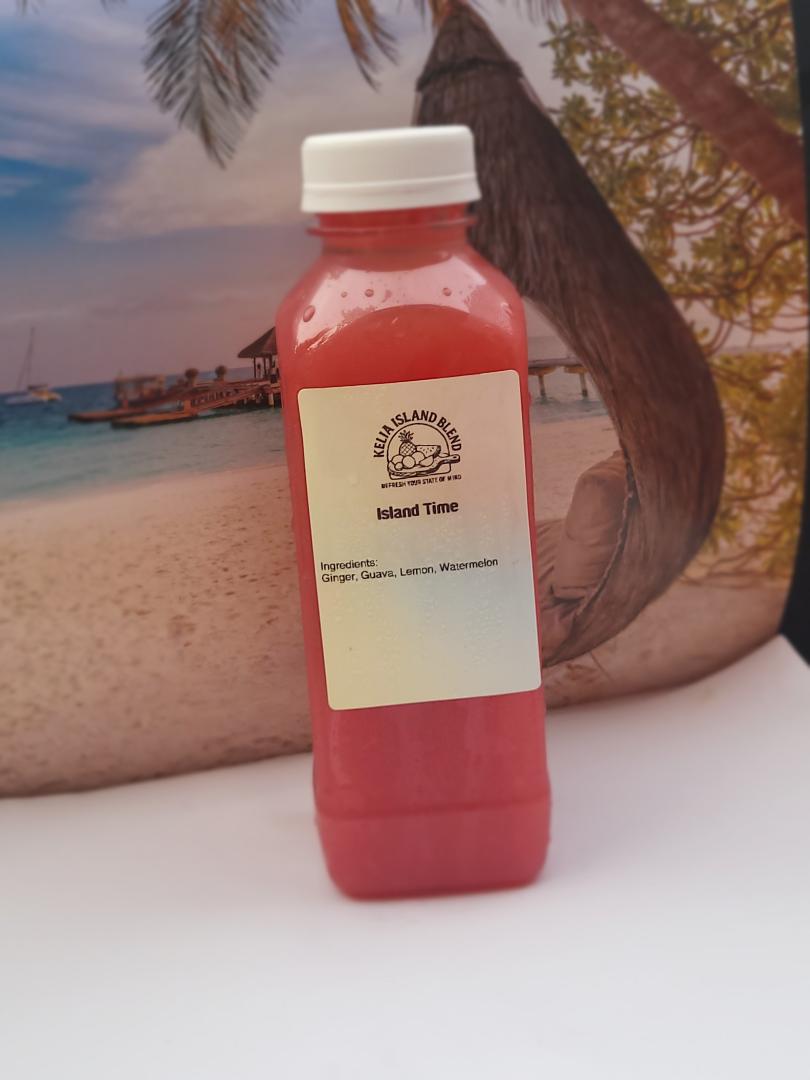 KELIA ISLAND BLEND
REFRESH YOUR STATE OF MIND
Island Time
Ingredients:
Ginger, Guava, Lemon, Watermelon